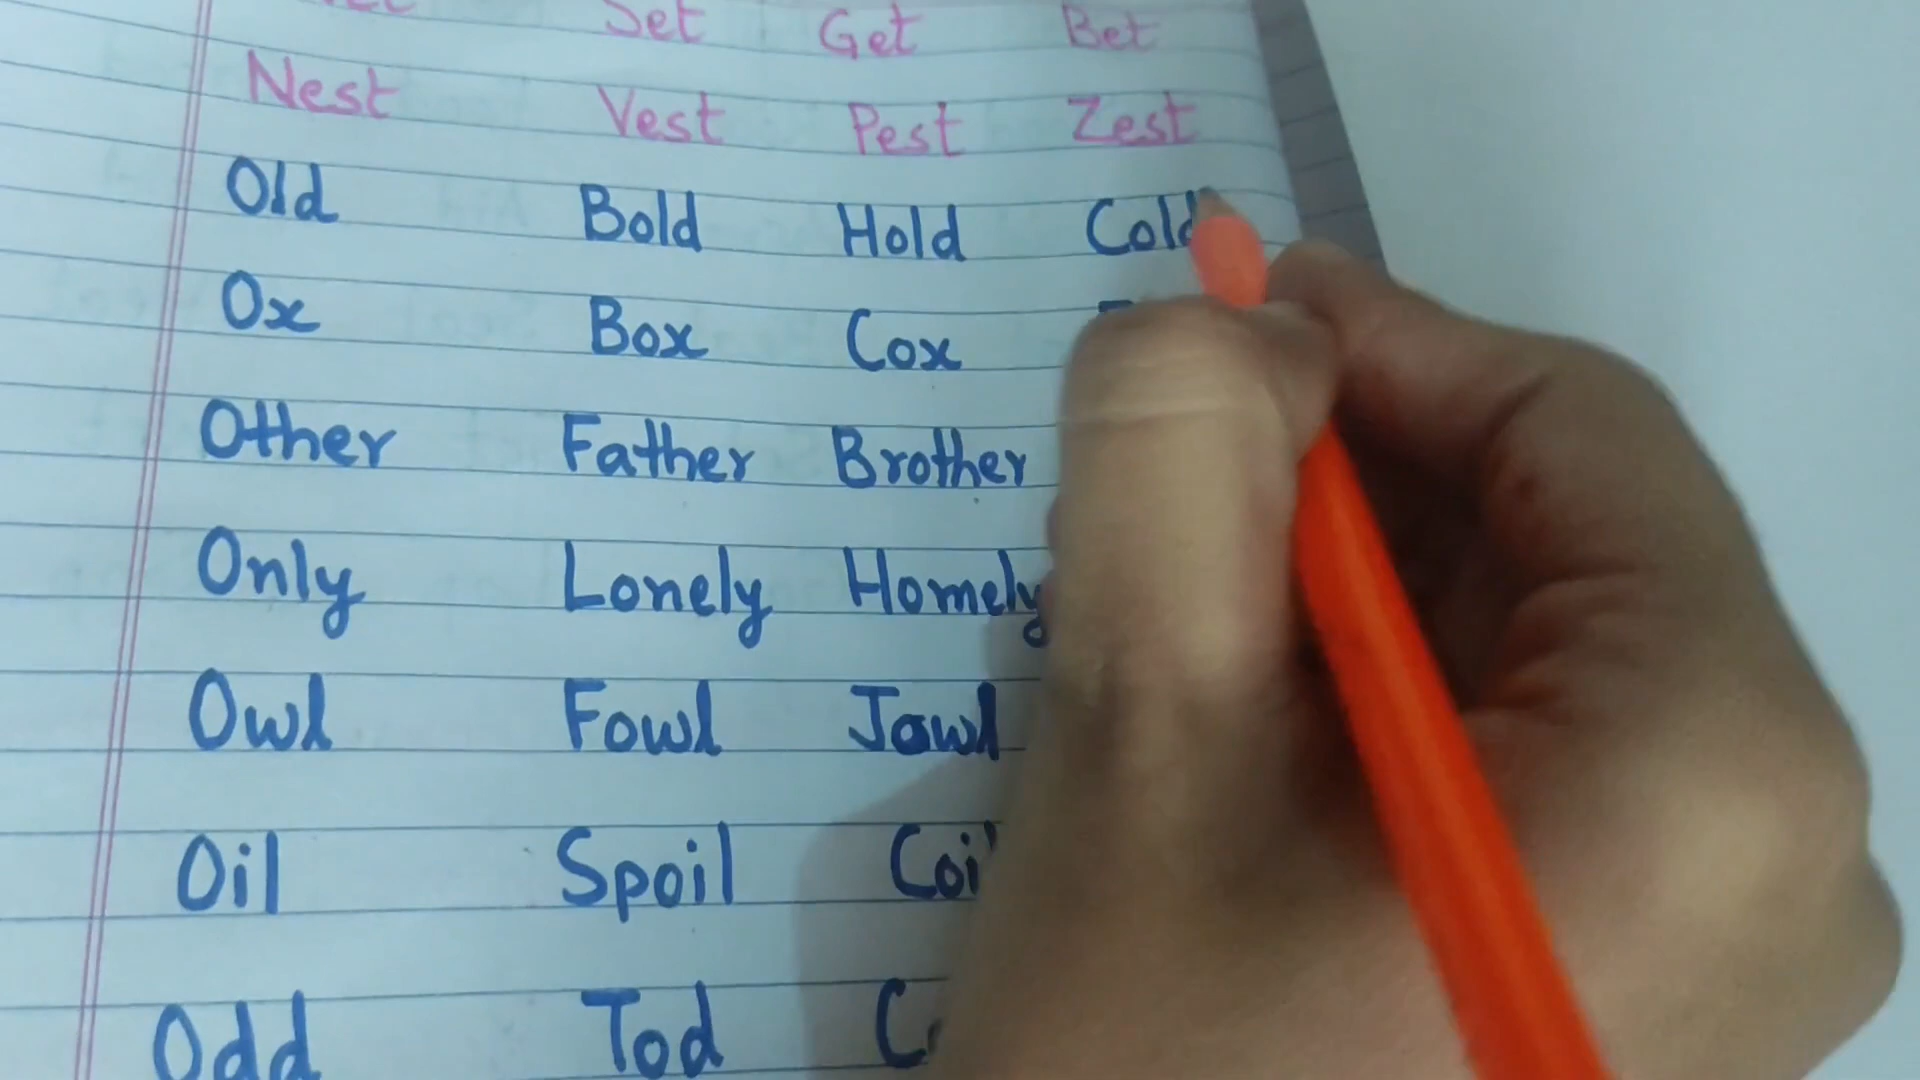 Set Get Bet
Nest Vest Pest Zest
Old Bold Hold Cold
Ox Box Cox
Other Father Brother
Only Lonely Homely
Owl Fowl Jowl
Oil Spoil
Odd Tod